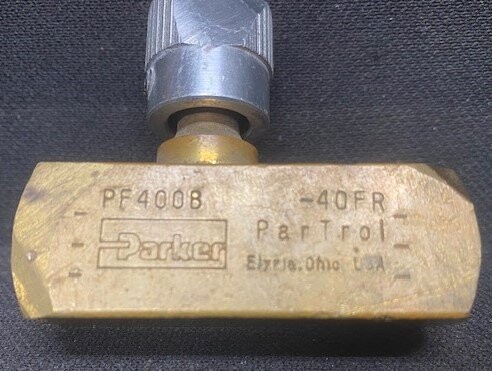 PF400B -40FR
Parker ParTrol
Elyria, Ohio USA